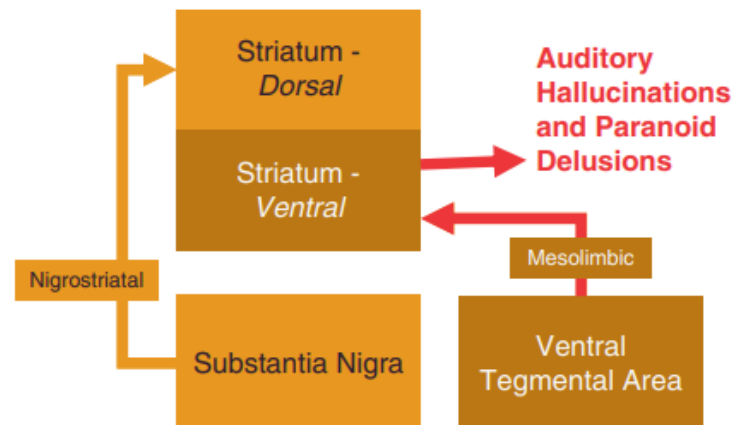 Striatum -
Dorsal
Auditory
Hallucinations
and Paranoid
Delusions
Striatum -
Ventral
Nigrostriatal
Mesolimbic
Substantia Nigra
Ventral
Tegmental Area